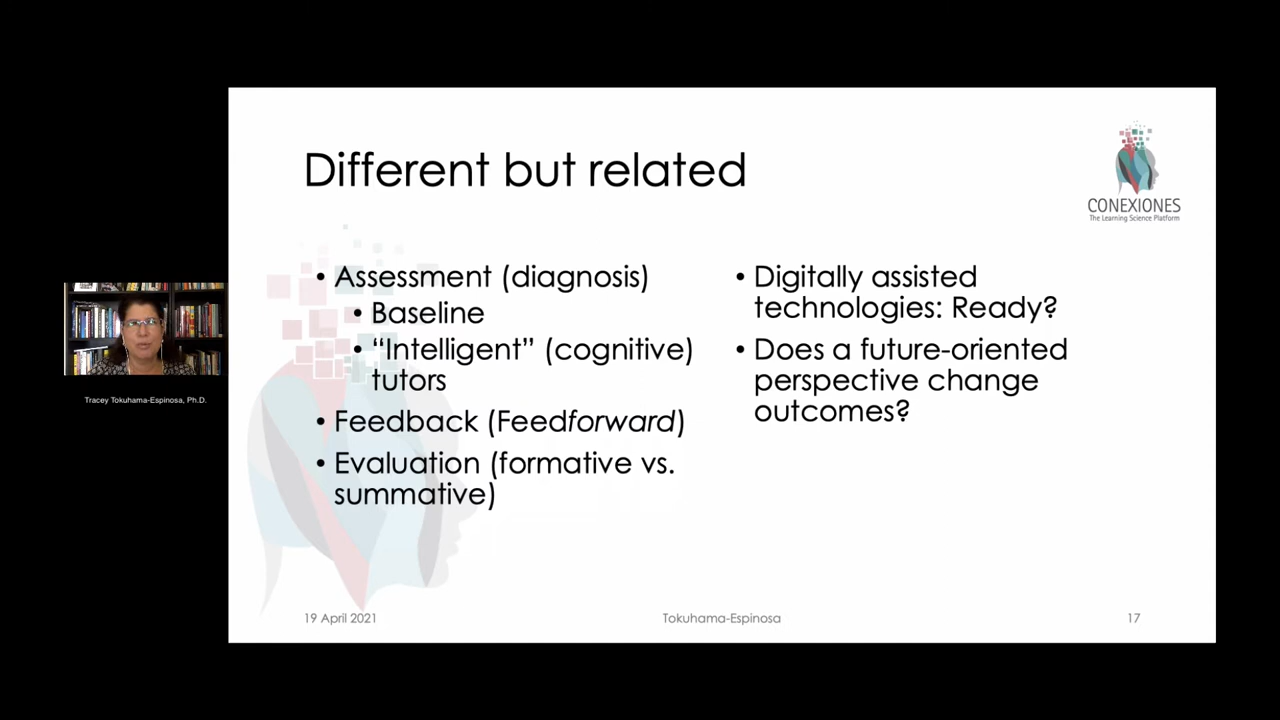 Different but related
CONEXIONES
The Learning Science Platform
• Assessment (diagnosis)
• Baseline
• “Intelligent” (cognitive)
tutors
• Feedback (Feedforward)
• Evaluation (formative vs.
summative)
• Digitally assisted
technologies: Ready?
• Does a future-oriented
perspective change
outcomes?
Tracey Tokuhama-Espinosa, Ph.D.
19 April 2021
Tokuhama-Espinosa
17